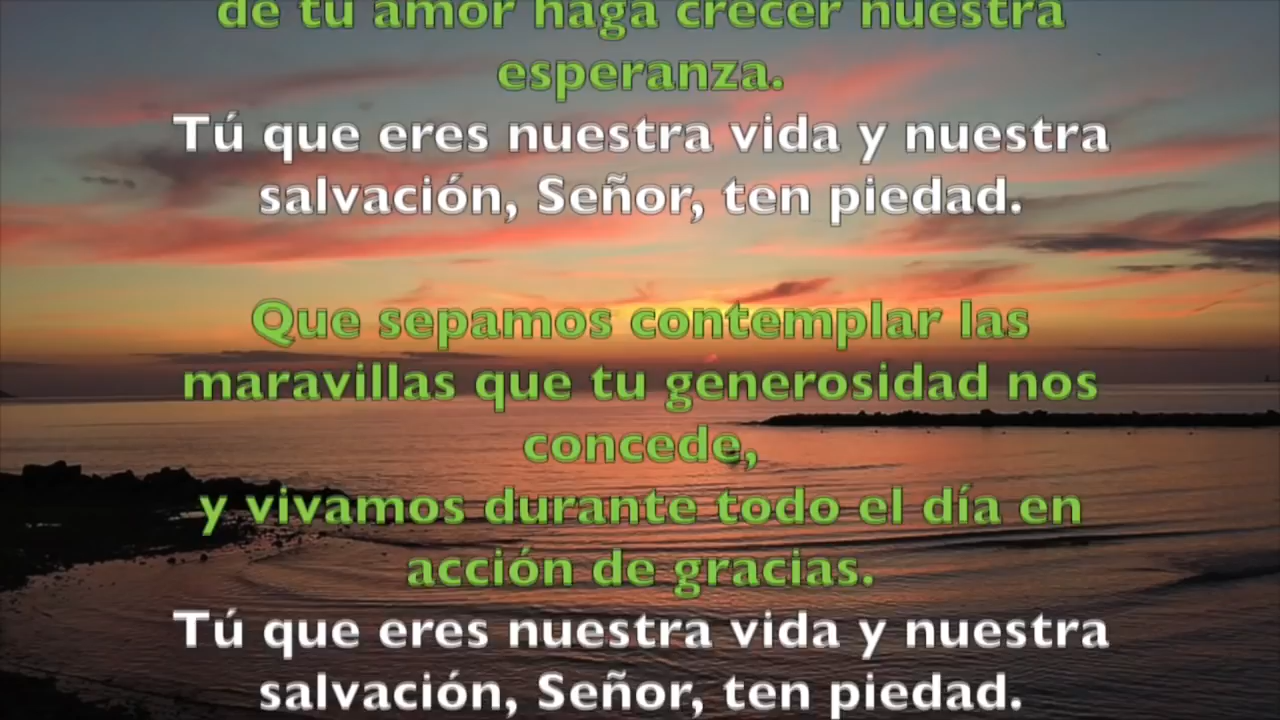 de tu amor haga crecer nuestra
esperanza.
Tú que eres nuestra vida y nuestra
salvación, Señor, ten piedad.
Que sepamos contemplar las
maravillas que tu generosidad nos
concede,
y vivamos durante todo el día en
acción de gracias.
Tú que eres nuestra vida y nuestra
salvación, Señor, ten piedad.